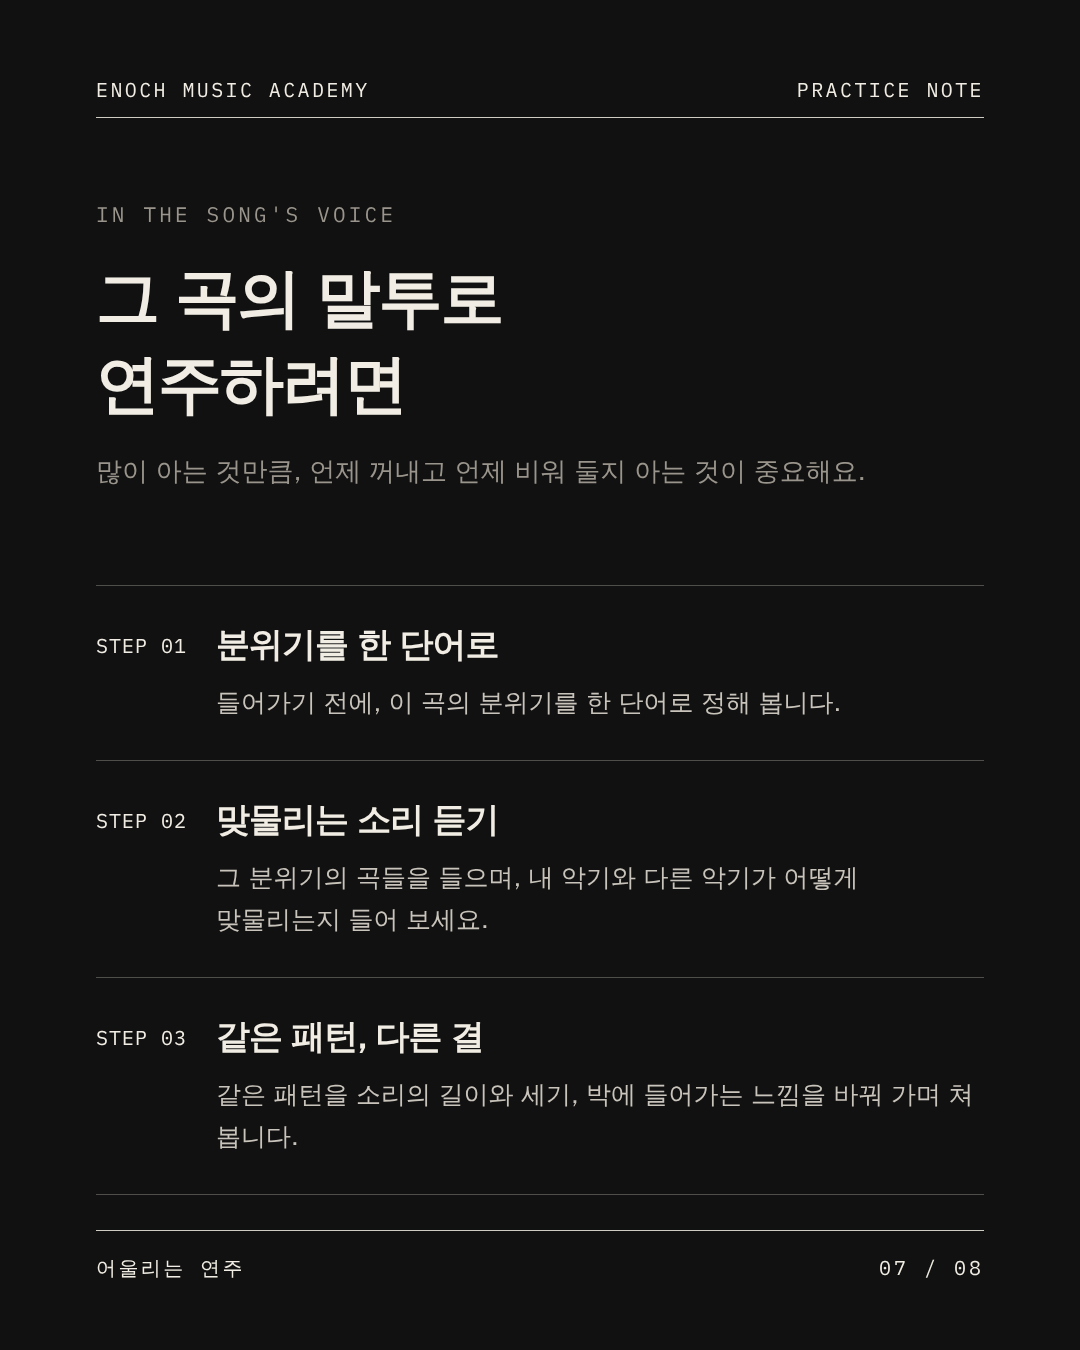 ENOCH MUSIC ACADEMY
PRACTICE NOTE
IN THE SONG'S VOICE
그 곡의 말투로
연주하려면
많이 아는 것만큼, 언제 꺼내고 언제 비워 둘지 아는 것이 중요해요.
STEP 01
분위기를 한 단어로
들어가기 전에, 이 곡의 분위기를 한 단어로 정해 봅니다.
STEP 02
맞물리는 소리 듣기
그 분위기의 곡들을 들으며, 내 악기와 다른 악기가 어떻게
맞물리는지 들어 보세요.
STEP 03
같은 패턴, 다른 결
같은 패턴을 소리의 길이와 세기, 박에 들어가는 느낌을 바꿔 가며 쳐
봅니다.
어울리는 연주
07 / 08